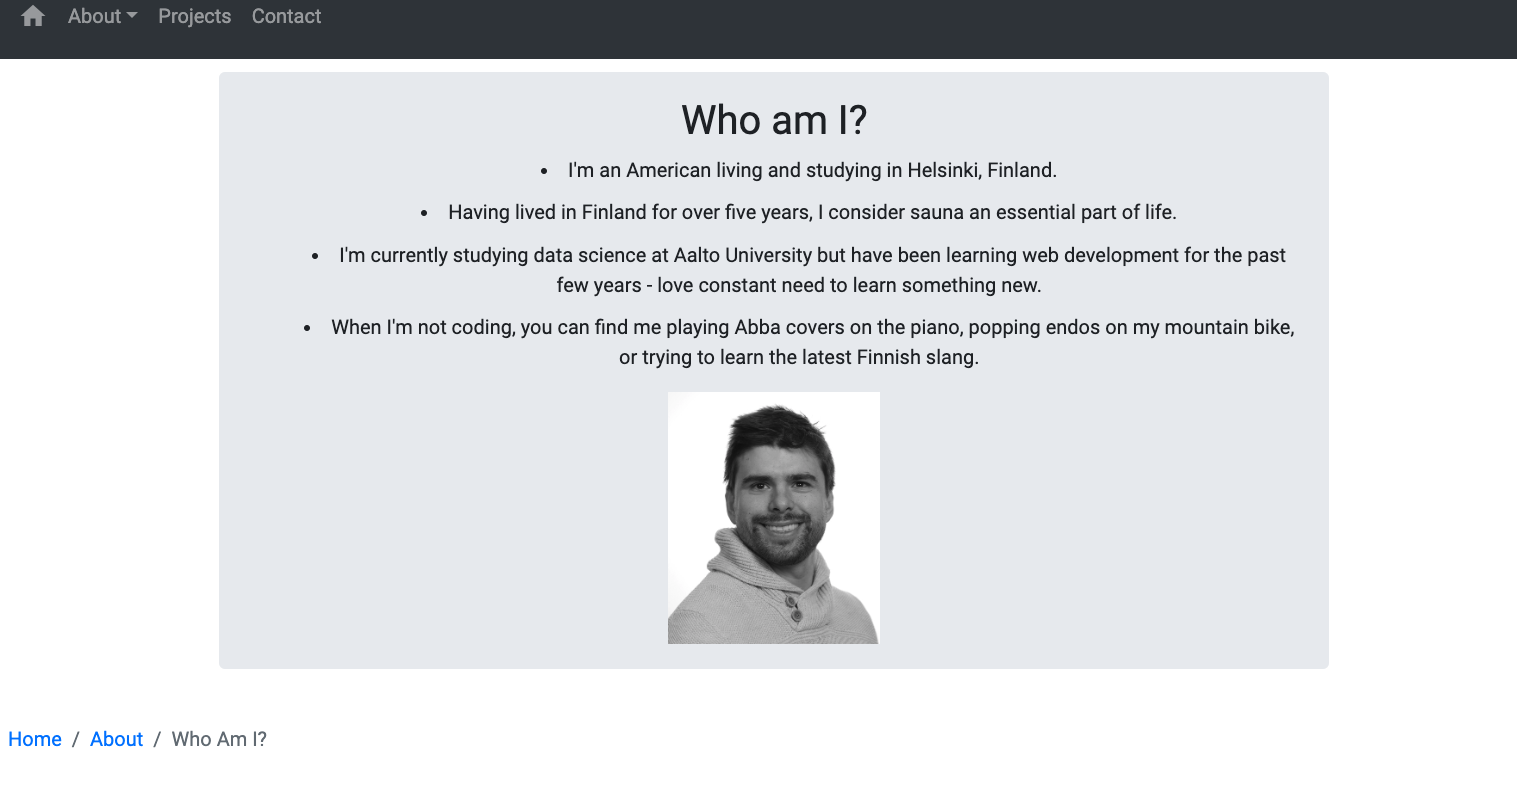 About Projects Contact
Who am I?
• I'm an American living and studying in Helsinki, Finland.
• Having lived in Finland for over five years, I consider sauna an essential part of life.
• I'm currently studying data science at Aalto University but have been learning web development for the past
few years - love constant need to learn something new.
• When I'm not coding, you can find me playing Abba covers on the piano, popping endos on my mountain bike,
or trying to learn the latest Finnish slang.
Home / About / Who Am I?